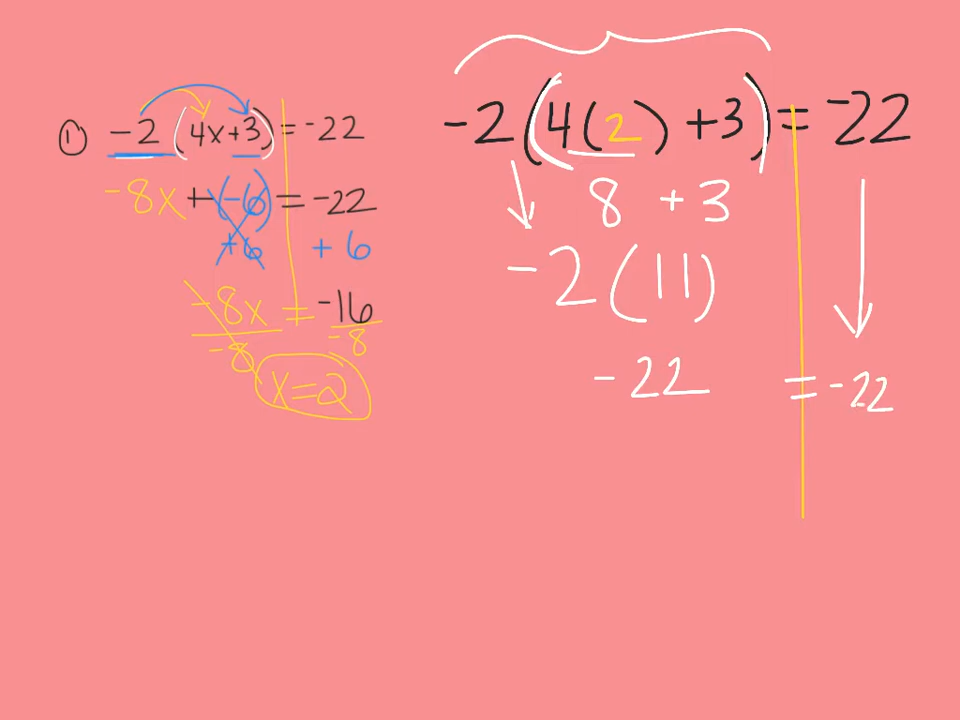 ① -2 (4x+3) = -22
-8x + (-6) = -22
+6 + 6
-8x = -16
-8 -8
x=2
-2 (4(2) +3) = -22
8 + 3
-2 (11)
-22 = -22